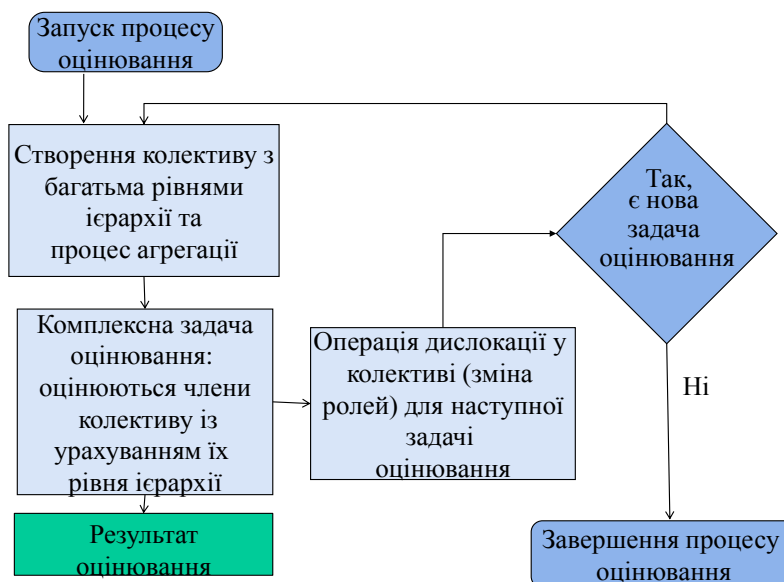 Запуск процесу
оцінювання
Створення колективу з
багатьма рівнями
ієрархії та
процес агрегації
Так,
є нова
задача
оцінювання
Комплексна задача
оцінювання:
оцінюються члени
колективу із
урахуванням їх
рівня ієрархії
Операція дислокації у
колективі (зміна
ролей) для наступної
задачі
оцінювання
Ні
Результат
оцінювання
Завершення процесу
оцінювання